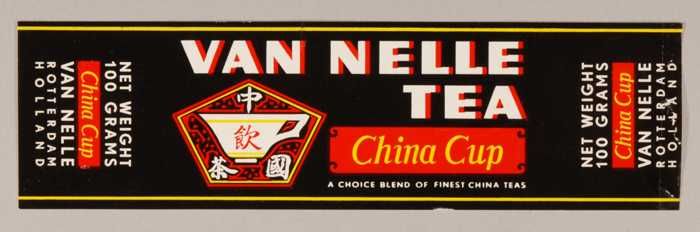 NET WEIGHT
100 GRAMS
China Cup
VAN NELLE
ROTTERDAM
HOLLAND
VAN NELLE
TEA
中
飲
茶 國
China Cup
A CHOICE BLEND OF FINEST CHINA TEAS
NET WEIGHT
100 GRAMS
China Cup
VAN NELLE
ROTTERDAM
HOLLAND